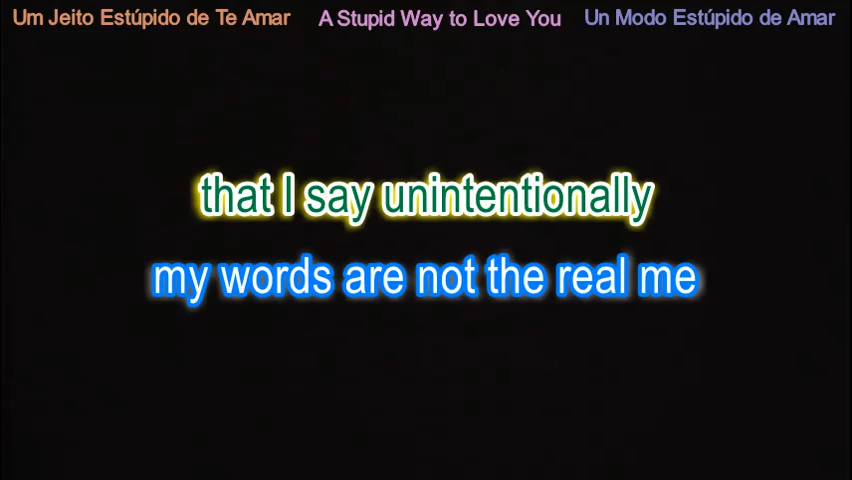 Um Jeito Estúpido de Te Amar A Stupid Way to Love You Un Modo Estúpido de Amar
that I say unintentionally
my words are not the real me